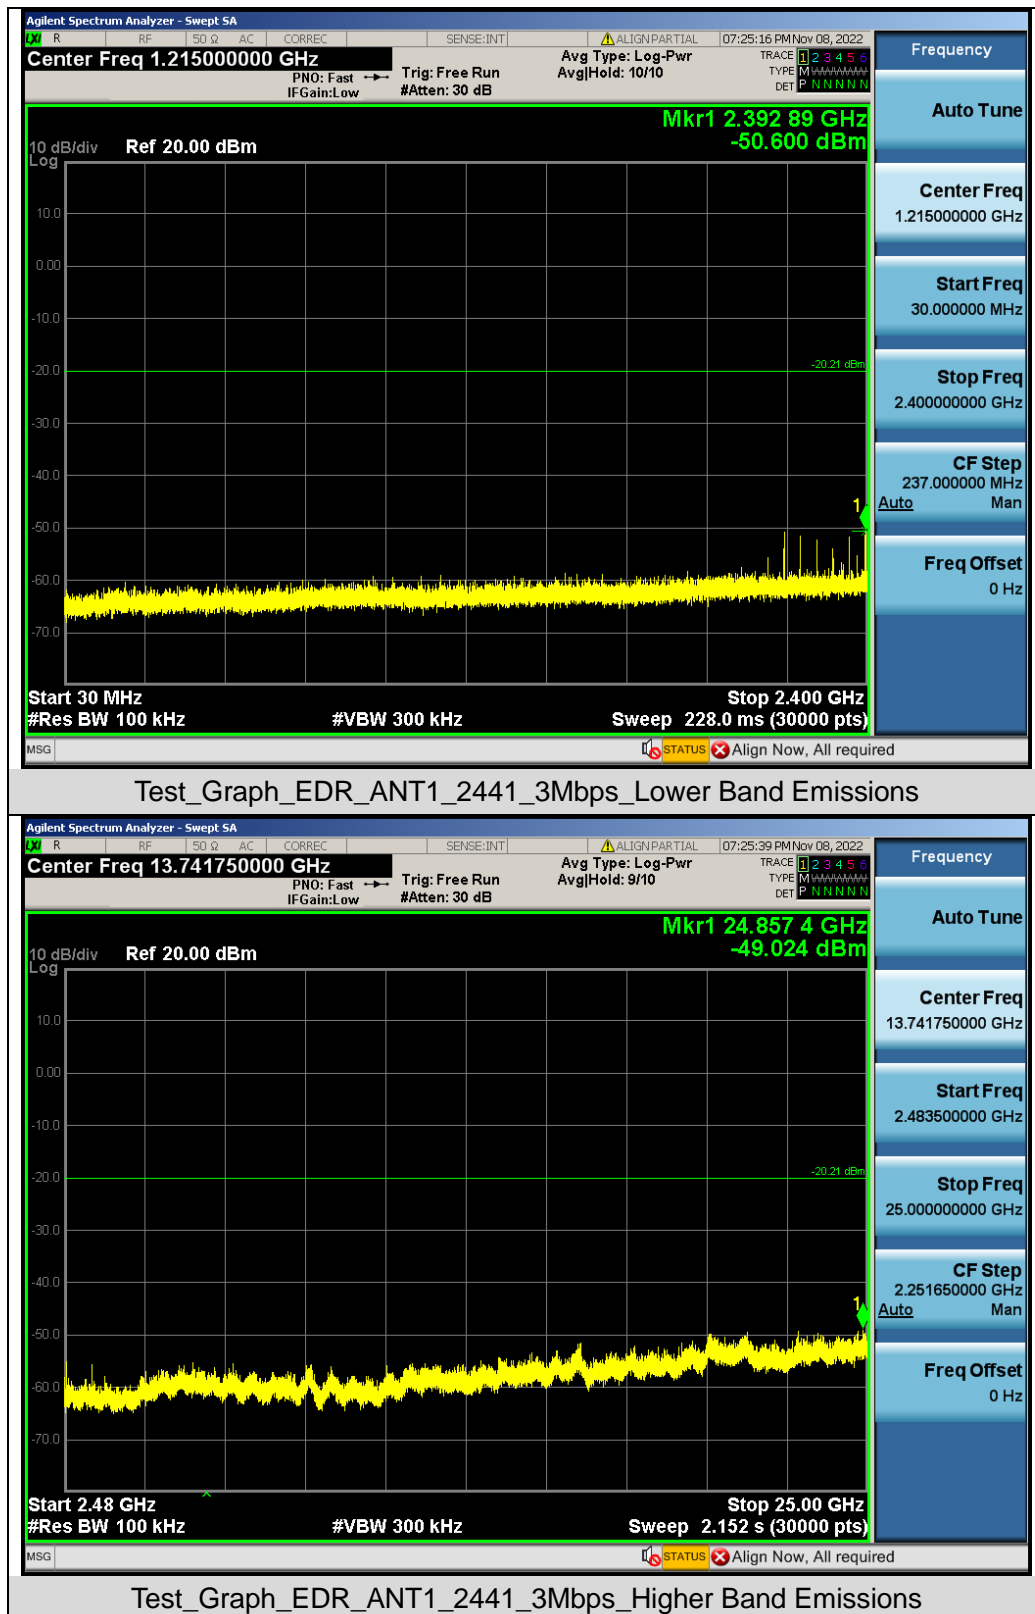 Agilent Spectrum Analyzer - Swept SA
LXI R RF 50 Ω AC CORREC SENSE:INT ALIGN PARTIAL 07:25:16 PM Nov 08, 2022
Center Freq 1.215000000 GHz
PNO: Fast
IFGain:Low
Trig: Free Run
#Atten: 30 dB
Avg Type: Log-Pwr
Avg|Hold: 10/10
TRACE 1 2 3 4 5 6
TYPE M WWWWW
DET P N N N N N
Mkr1 2.392 89 GHz
-50.600 dBm
10 dB/div Ref 20.00 dBm
Log
10.0
0.00
-10.0
-20.0
-20.21 dBm
-30.0
-40.0
1
-50.0
-60.0
-70.0
Start 30 MHz Stop 2.400 GHz
#Res BW 100 kHz #VBW 300 kHz Sweep 228.0 ms (30000 pts)
MSG STATUS Align Now, All required
Frequency
Auto Tune
Center Freq
1.215000000 GHz
Start Freq
30.000000 MHz
Stop Freq
2.400000000 GHz
CF Step
237.000000 MHz
Auto Man
Freq Offset
0 Hz
Test_Graph_EDR_ANT1_2441_3Mbps_Lower Band Emissions
Agilent Spectrum Analyzer - Swept SA
LXI R RF 50 Ω AC CORREC SENSE:INT ALIGN PARTIAL 07:25:39 PM Nov 08, 2022
Center Freq 13.741750000 GHz
PNO: Fast
IFGain:Low
Trig: Free Run
#Atten: 30 dB
Avg Type: Log-Pwr
Avg|Hold: 9/10
TRACE 1 2 3 4 5 6
TYPE M WWWWW
DET P N N N N N
Mkr1 24.857 4 GHz
-49.024 dBm
10 dB/div Ref 20.00 dBm
Log
10.0
0.00
-10.0
-20.0
-20.21 dBm
-30.0
-40.0
1
-50.0
-60.0
-70.0
Start 2.48 GHz Stop 25.00 GHz
#Res BW 100 kHz #VBW 300 kHz Sweep 2.152 s (30000 pts)
MSG STATUS Align Now, All required
Frequency
Auto Tune
Center Freq
13.741750000 GHz
Start Freq
2.483500000 GHz
Stop Freq
25.000000000 GHz
CF Step
2.251650000 GHz
Auto Man
Freq Offset
0 Hz
Test_Graph_EDR_ANT1_2441_3Mbps_Higher Band Emissions